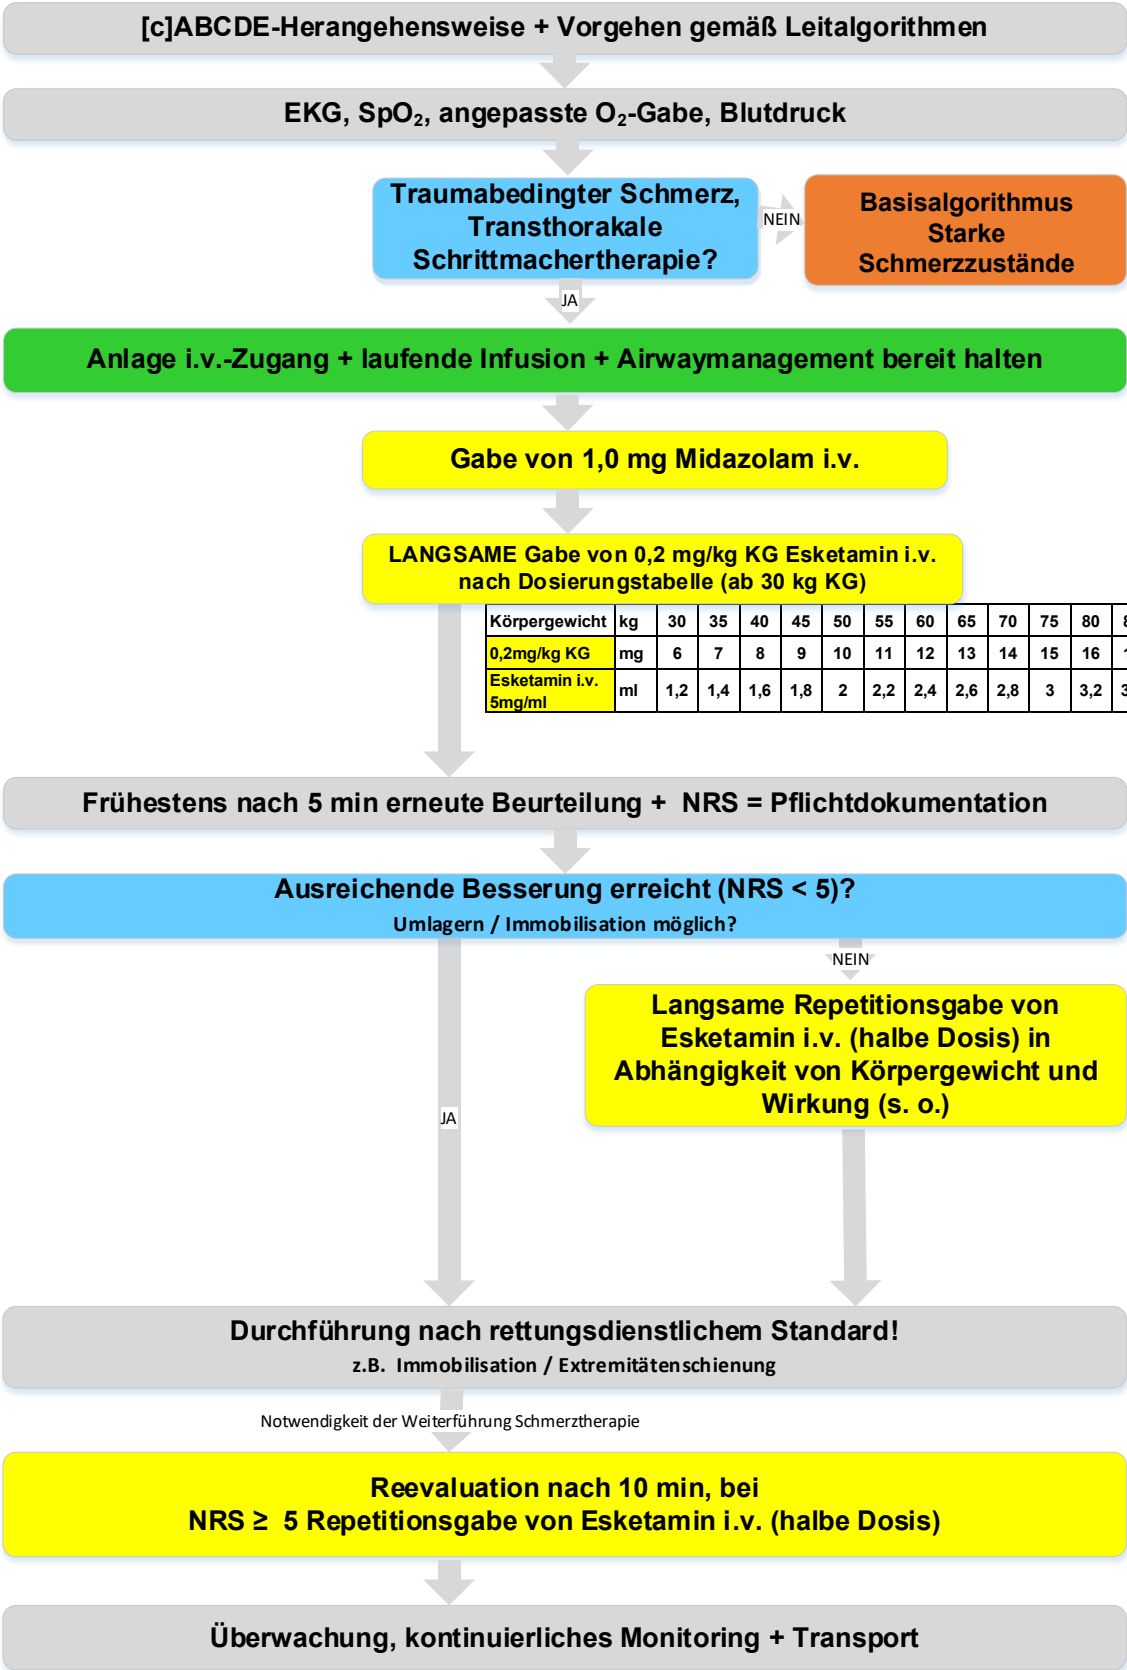 [c]ABCDE-Herangehensweise + Vorgehen gemäß Leitalgorithmen
EKG, SpO₂, angepasste O₂-Gabe, Blutdruck
Traumabedingter Schmerz,
Transthorakale
Schrittmachertherapie?
NEIN
Basisalgorithmus
Starke
Schmerzzustände
JA
Anlage i.v.-Zugang + laufende Infusion + Airwaymanagement bereit halten
Gabe von 1,0 mg Midazolam i.v.
LANGSAME Gabe von 0,2 mg/kg KG Esketamin i.v.
nach Dosierungstabelle (ab 30 kg KG)
Körpergewicht kg 30 35 40 45 50 55 60 65 70 75 80
0,2mg/kg KG mg 6 7 8 9 10 11 12 13 14 15 16
Esketamin i.v.
5mg/ml ml 1,2 1,4 1,6 1,8 2 2,2 2,4 2,6 2,8 3 3,2
Frühestens nach 5 min erneute Beurteilung + NRS = Pflichtdokumentation
Ausreichende Besserung erreicht (NRS < 5)?
Umlagern / Immobilisation möglich?
NEIN
Langsame Repetitionsgabe von
Esketamin i.v. (halbe Dosis) in
Abhängigkeit von Körpergewicht und
Wirkung (s. o.)
JA
Durchführung nach rettungsdienstlichem Standard!
z.B. Immobilisation / Extremitätenschienung
Notwendigkeit der Weiterführung Schmerztherapie
Reevaluation nach 10 min, bei
NRS ≥ 5 Repetitionsgabe von Esketamin i.v. (halbe Dosis)
Überwachung, kontinuierliches Monitoring + Transport